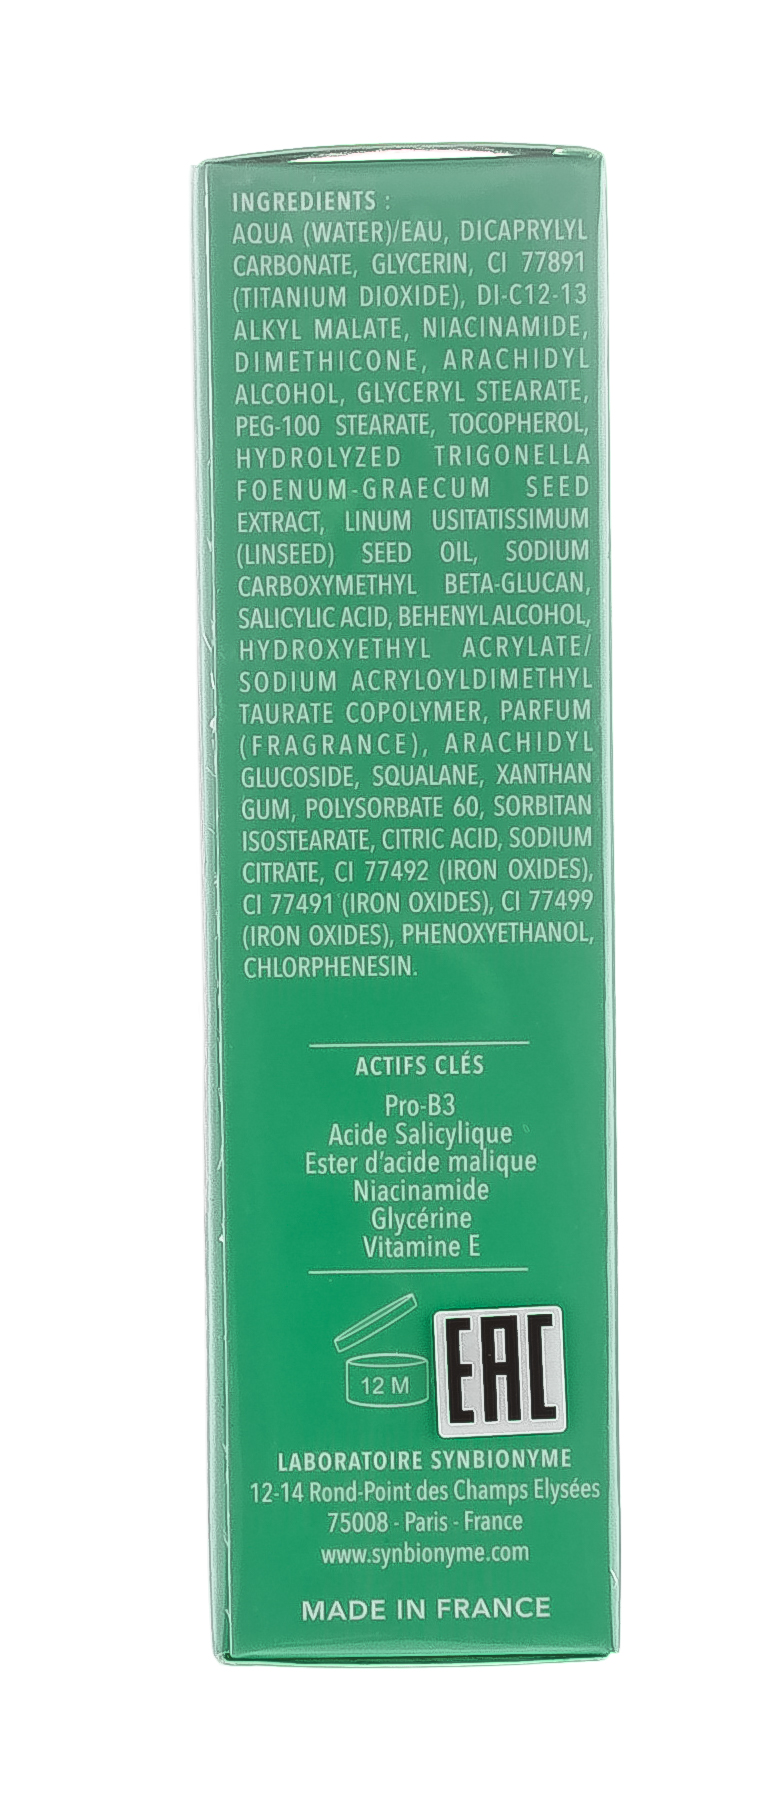 INGREDIENTS :
AQUA (WATER)/EAU, DICAPRYLYL
CARBONATE, GLYCERIN, CI 77891
(TITANIUM DIOXIDE), DI-C12-13
ALKYL MALATE, NIACINAMIDE,
DIMETHICONE, ARACHIDYL
ALCOHOL, GLYCERYL STEARATE,
PEG-100 STEARATE, TOCOPHEROL,
HYDROLYZED TRIGONELLA
FOENUM-GRAECUM SEED
EXTRACT, LINUM USITATISSIMUM
(LINSEED) SEED OIL, SODIUM
CARBOXYMETHYL BETA-GLUCAN,
SALICYLIC ACID, BEHENYL ALCOHOL,
HYDROXYETHYL ACRYLATE/
SODIUM ACRYLOYLDIMETHYL
TAURATE COPOLYMER, PARFUM
(FRAGRANCE), ARACHIDYL
GLUCOSIDE, SQUALANE, XANTHAN
GUM, POLYSORBATE 60, SORBITAN
ISOSTEARATE, CITRIC ACID, SODIUM
CITRATE, CI 77492 (IRON OXIDES),
CI 77491 (IRON OXIDES), CI 77499
(IRON OXIDES), PHENOXYETHANOL,
CHLORPHENESIN.
ACTIFS CLÉS
Pro-B3
Acide Salicylique
Ester d'acide malique
Niacinamide
Glycérine
Vitamine E
12 M
EAC
LABORATOIRE SYNBIONYME
12-14 Rond-Point des Champs Elysées
75008 - Paris - France
www.synbionyme.com
MADE IN FRANCE